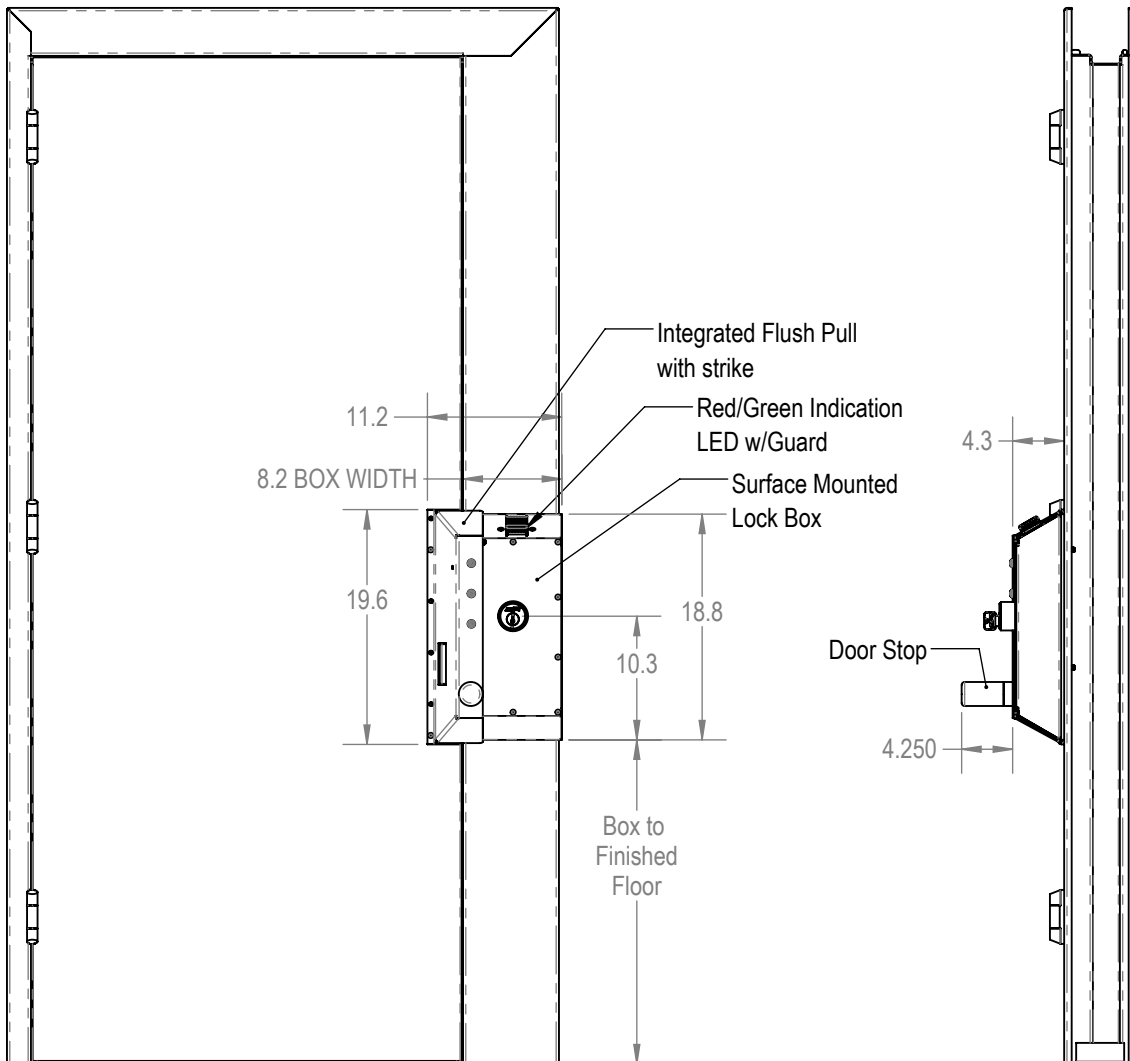 Integrated Flush Pull
with strike
Red/Green Indication
LED w/Guard
11.2
4.3
8.2 BOX WIDTH
Surface Mounted
Lock Box
19.6
18.8
10.3
Door Stop
4.250
Box to
Finished
Floor